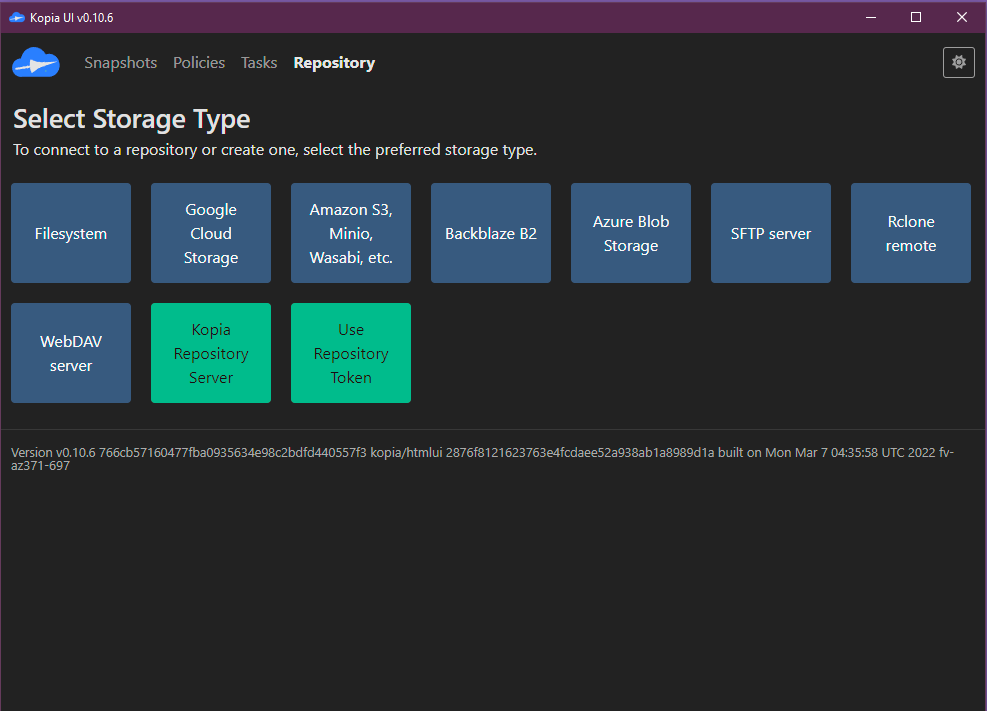 Kopia UI v0.10.6
Snapshots Policies Tasks Repository
Select Storage Type
To connect to a repository or create one, select the preferred storage type.
Filesystem
Google
Cloud
Storage
Amazon S3,
Minio,
Wasabi, etc.
Backblaze B2
Azure Blob
Storage
SFTP server
Rclone
remote
WebDAV
server
Kopia
Repository
Server
Use
Repository
Token
Version v0.10.6 766cb57160477fba0935634e98c2bdfd440557f3 kopia/htmlui 2876f8121623763e4fcdaee52a938ab1a8989d1a built on Mon Mar 7 04:35:58 UTC 2022 fv-
az371-697